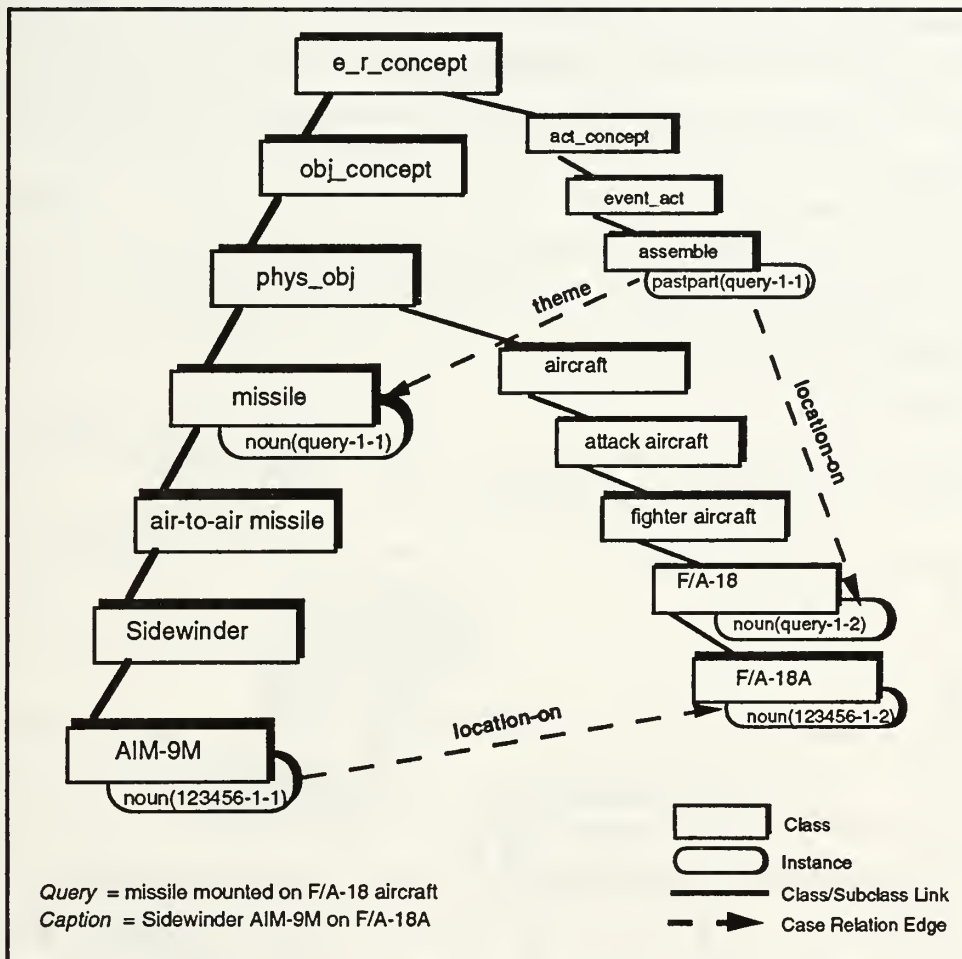 e_r_concept
act_concept
obj_concept
event_act
assemble
pastpart(query-1-1)
phys_obj
theme
aircraft
missile
noun(query-1-1)
location-on
attack aircraft
air-to-air missile
fighter aircraft
F/A-18
noun(query-1-2)
Sidewinder
F/A-18A
noun(123456-1-2)
location-on
AIM-9M
noun(123456-1-1)
Class
Instance
Query = missile mounted on F/A-18 aircraft
Class/Subclass Link
Caption = Sidewinder AIM-9M on F/A-18A
Case Relation Edge